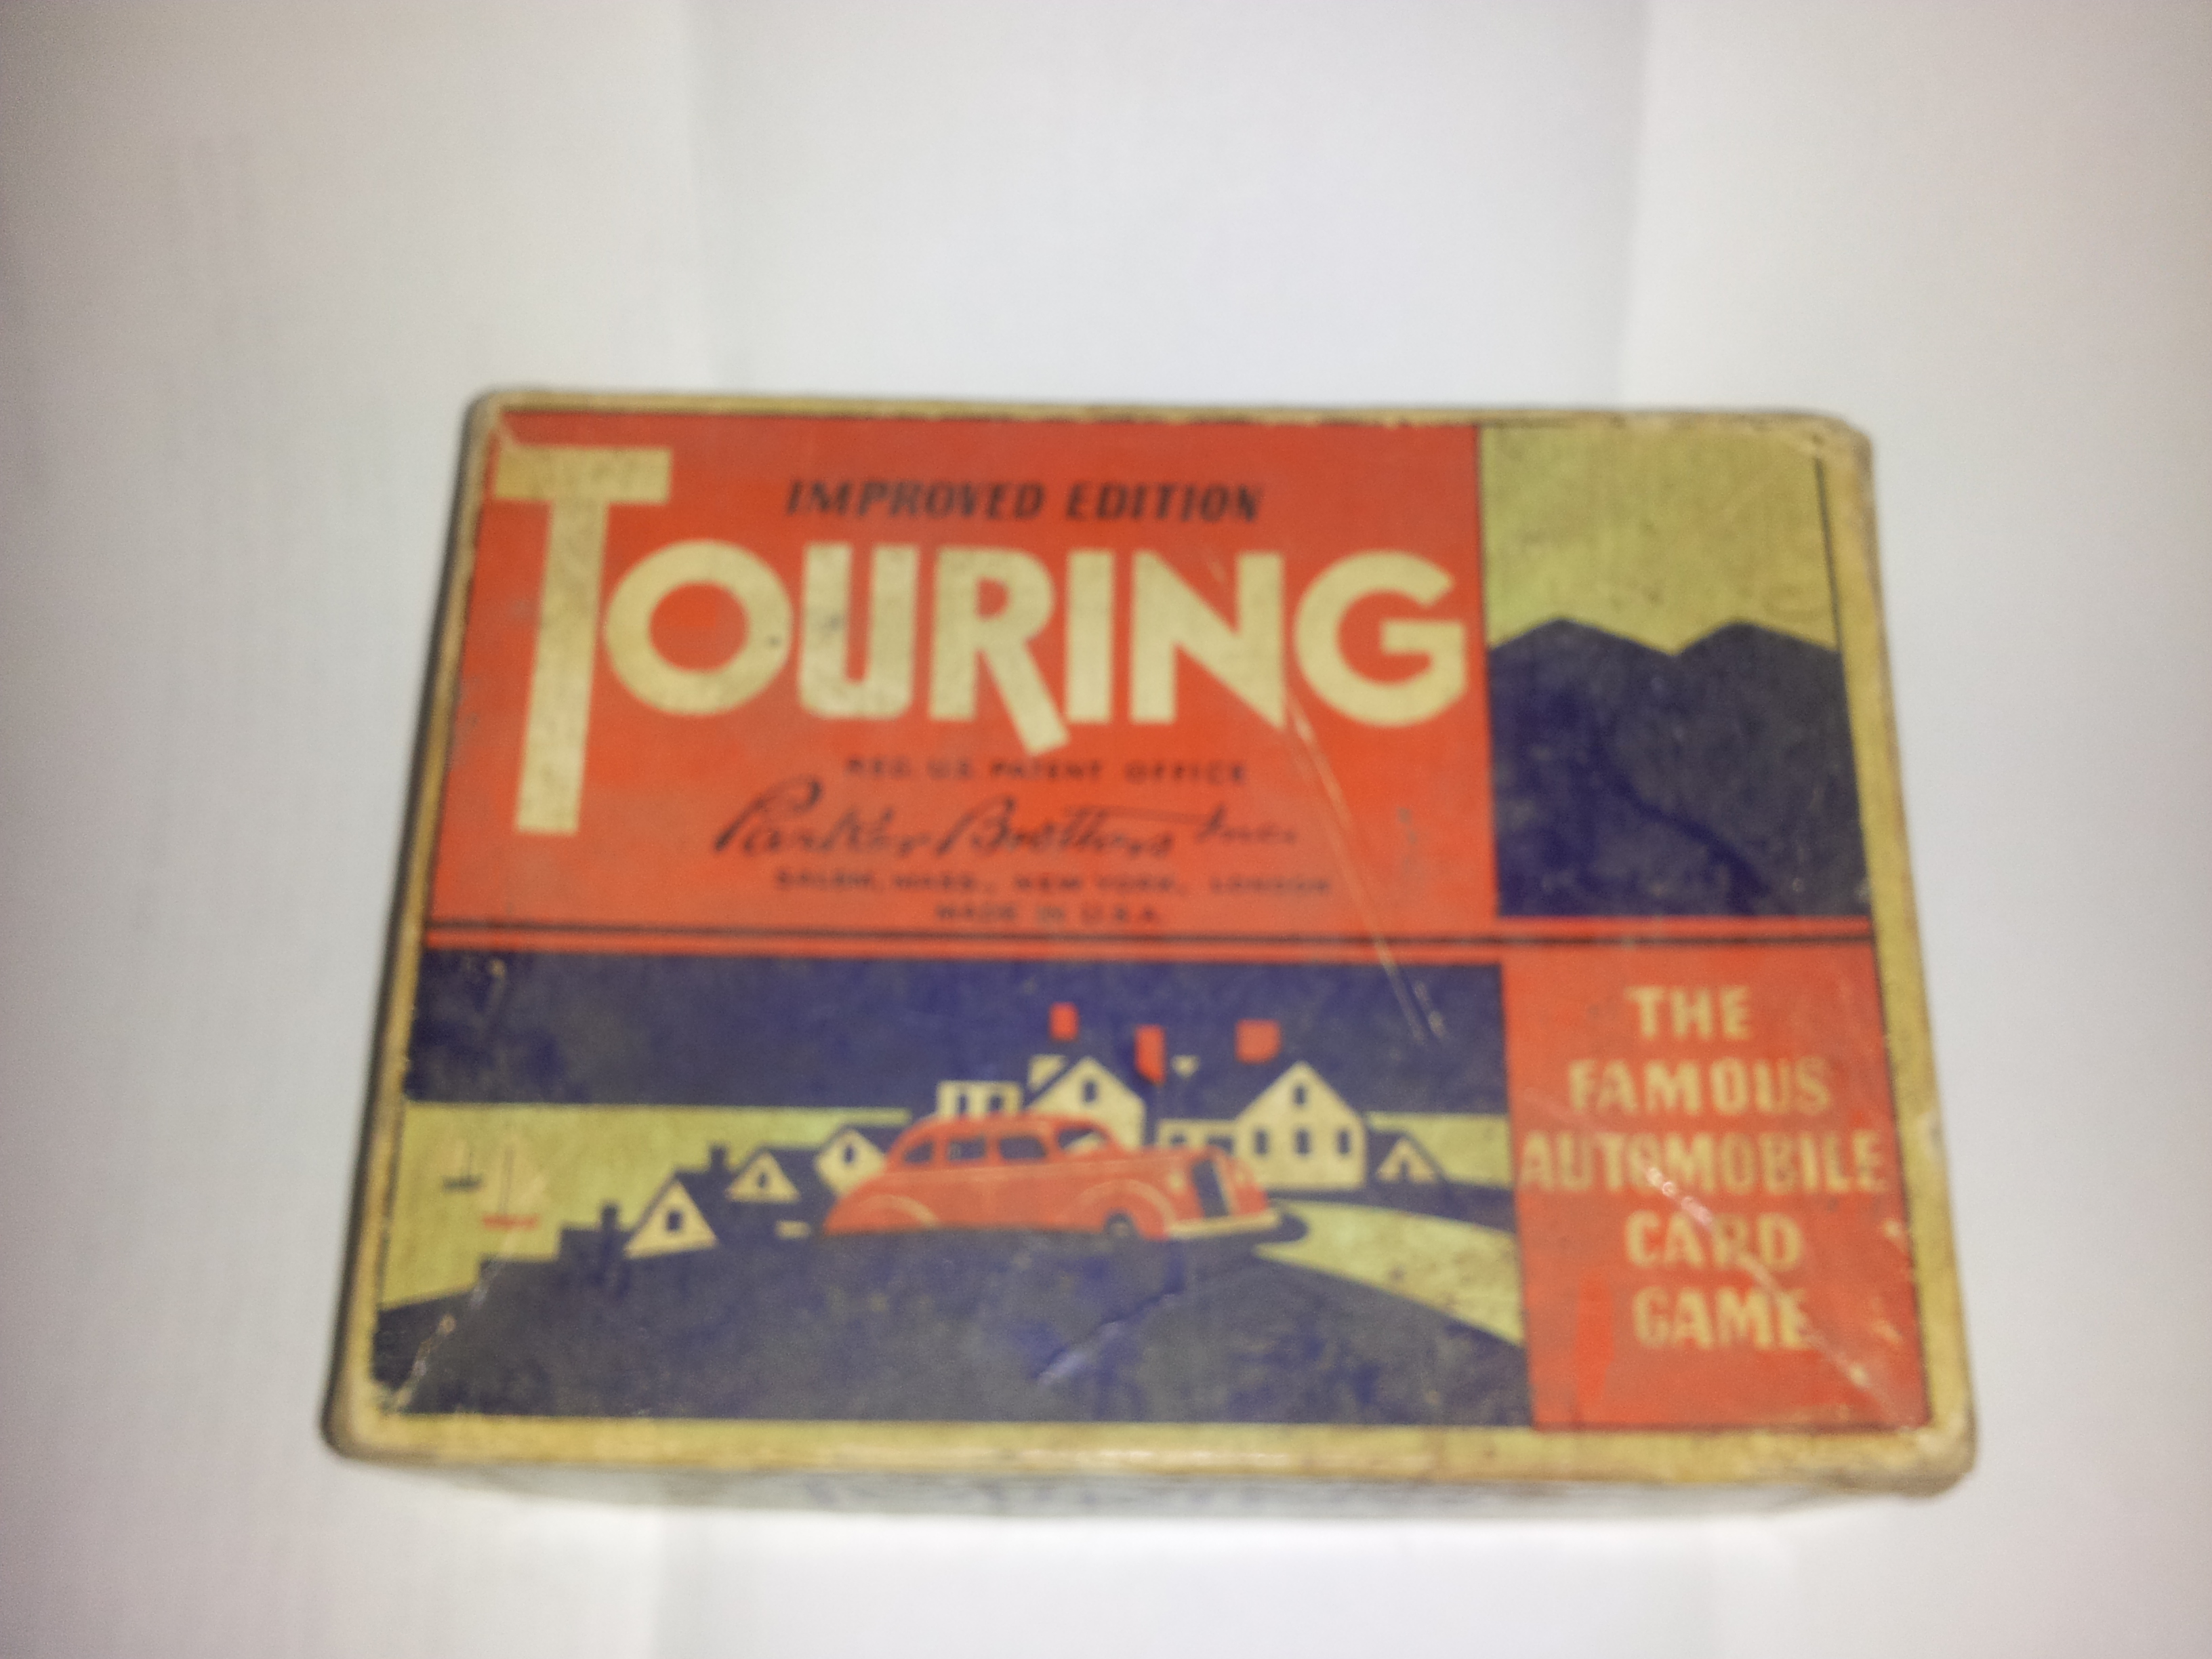 IMPROVED EDITION
TOURING
REG. U.S. PATENT OFFICE
Parker Brothers Inc.
SALEM, MASS., NEW YORK, LONDON
MADE IN U.S.A.
THE
FAMOUS
AUTOMOBILE
CARD
GAME